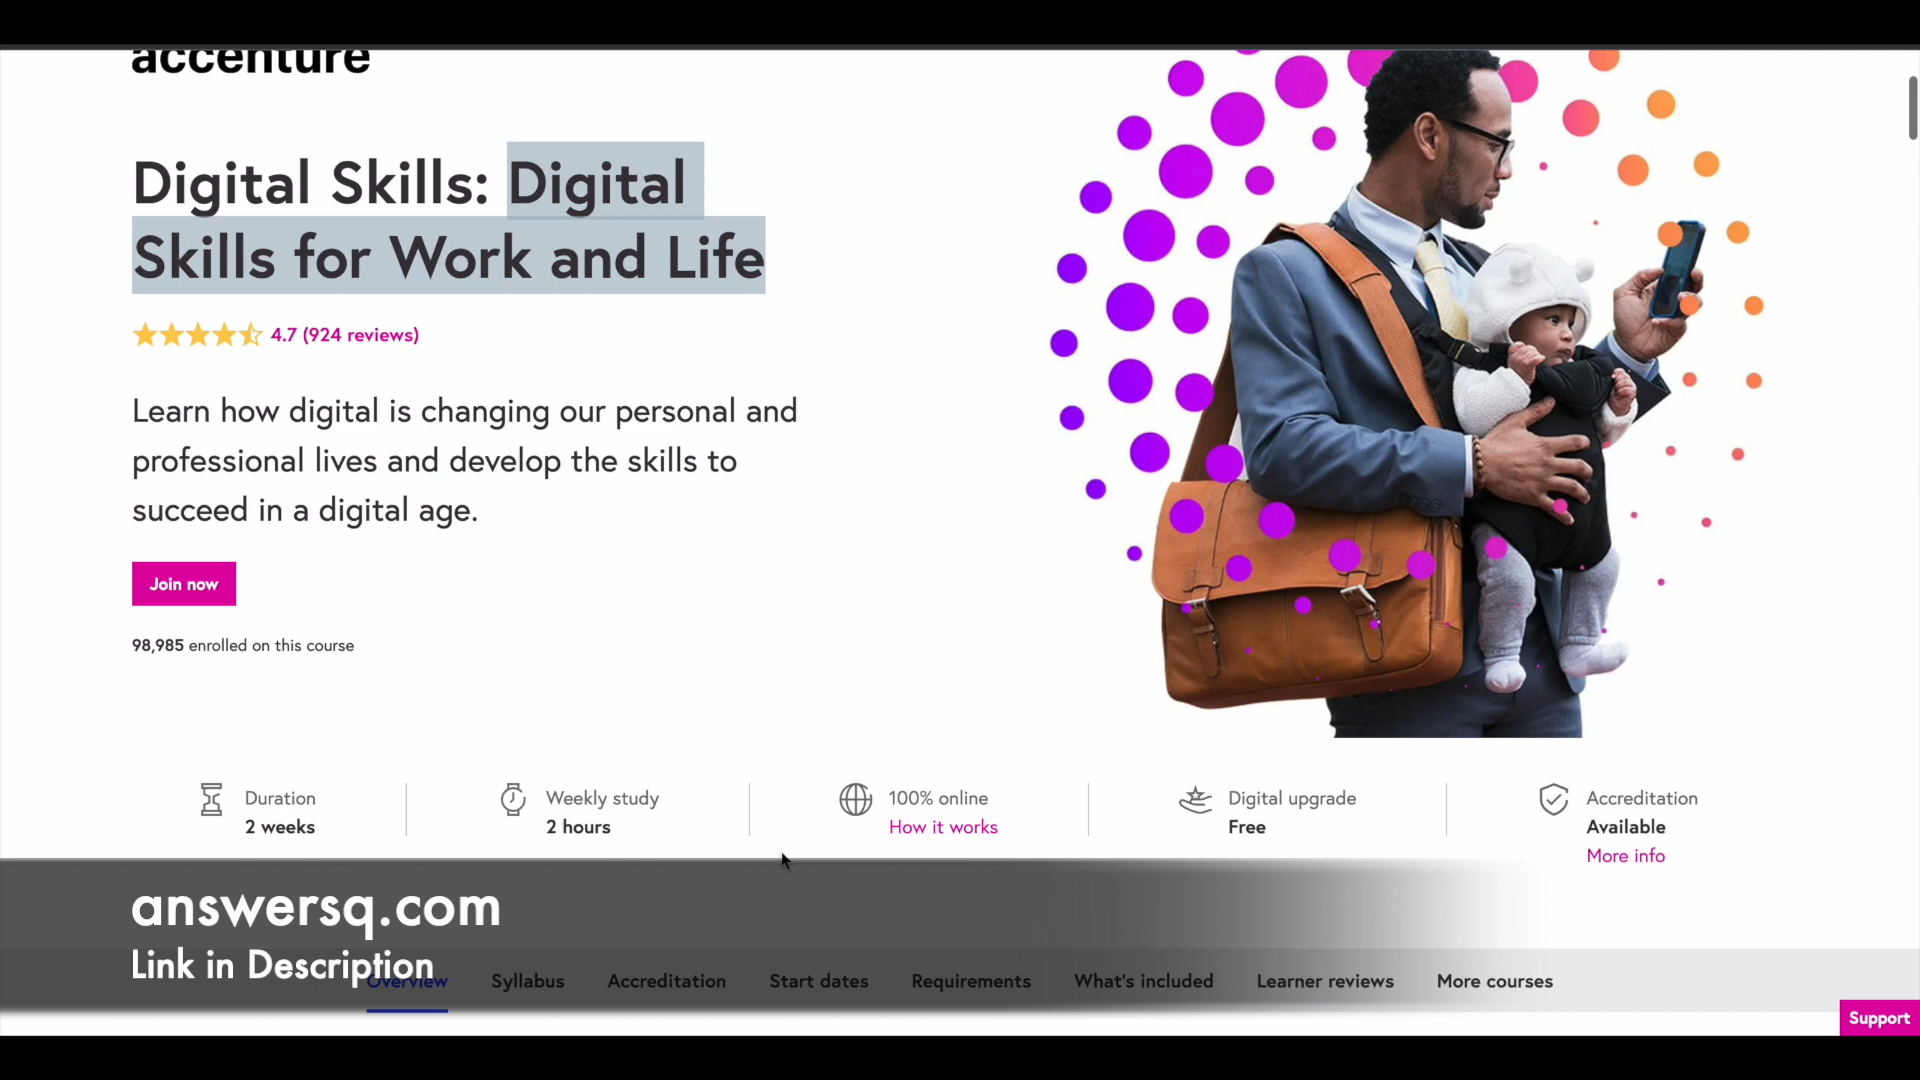 accenture
Digital Skills: Digital
Skills for Work and Life
4.7 (924 reviews)
Learn how digital is changing our personal and
professional lives and develop the skills to
succeed in a digital age.
Join now
98,985 enrolled on this course
Duration
2 weeks
Weekly study
2 hours
100% online
How it works
Digital upgrade
Free
Accreditation
Available
More info
answersq.com
Link in Description
Overview Syllabus Accreditation Start dates Requirements What's included Learner reviews More courses
Support